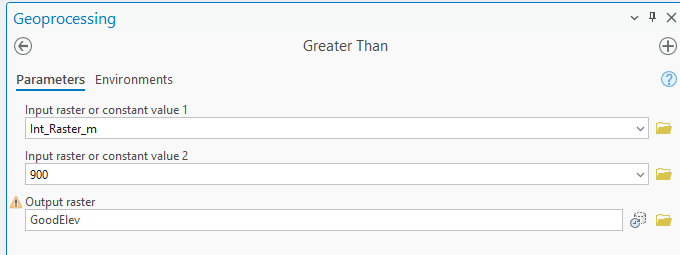 Geoprocessing
Greater Than
Parameters Environments
Input raster or constant value 1
Int_Raster_m
Input raster or constant value 2
900
Output raster
GoodElev